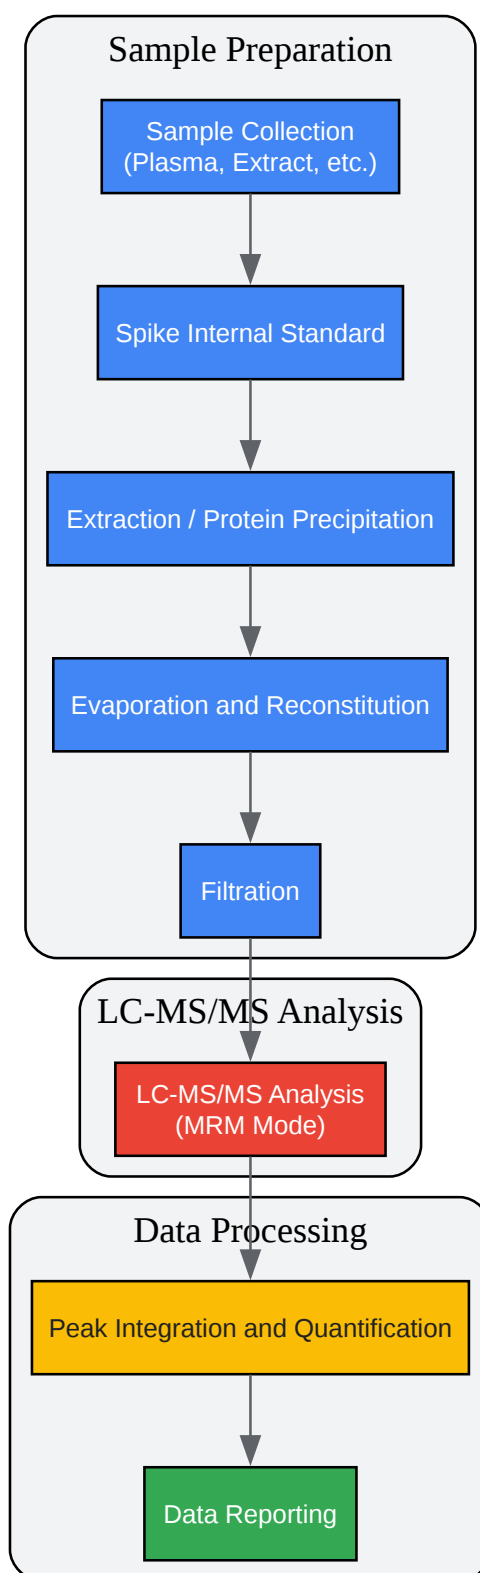 Sample Preparation
Sample Collection
(Plasma, Extract, etc.)
Spike Internal Standard
Extraction / Protein Precipitation
Evaporation and Reconstitution
Filtration
LC-MS/MS Analysis
LC-MS/MS Analysis
(MRM Mode)
Data Processing
Peak Integration and Quantification
Data Reporting